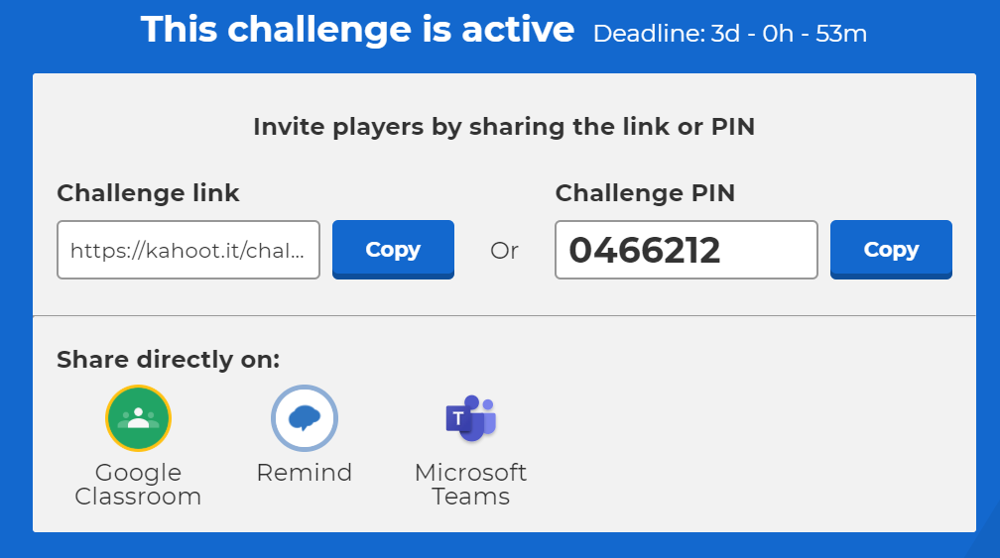 This challenge is active Deadline: 3d - 0h - 53m
Invite players by sharing the link or PIN
Challenge link
Challenge PIN
https://kahoot.it/chal... Copy Or 0466212 Copy
Share directly on:
T
Google Classroom
Remind
Microsoft Teams